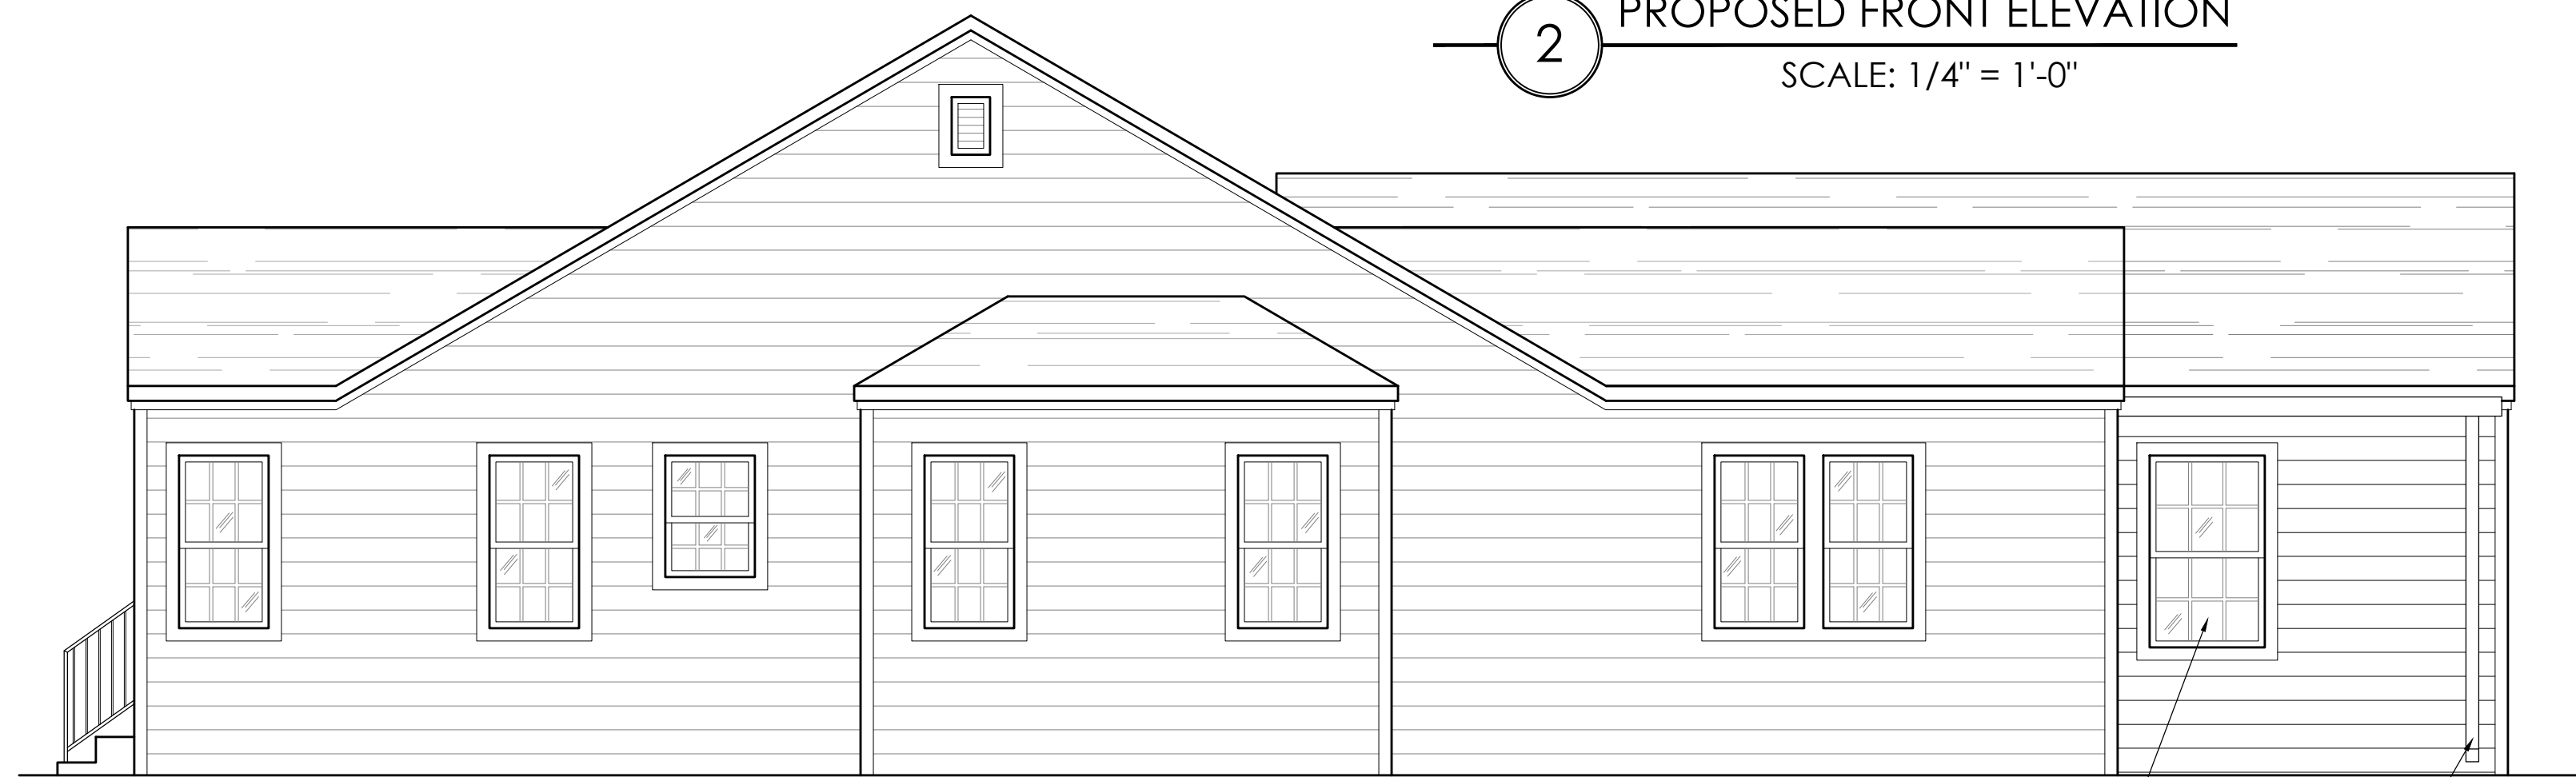 PROPOSED FRONT ELEVATION
2
SCALE: 1/4" = 1'-0"